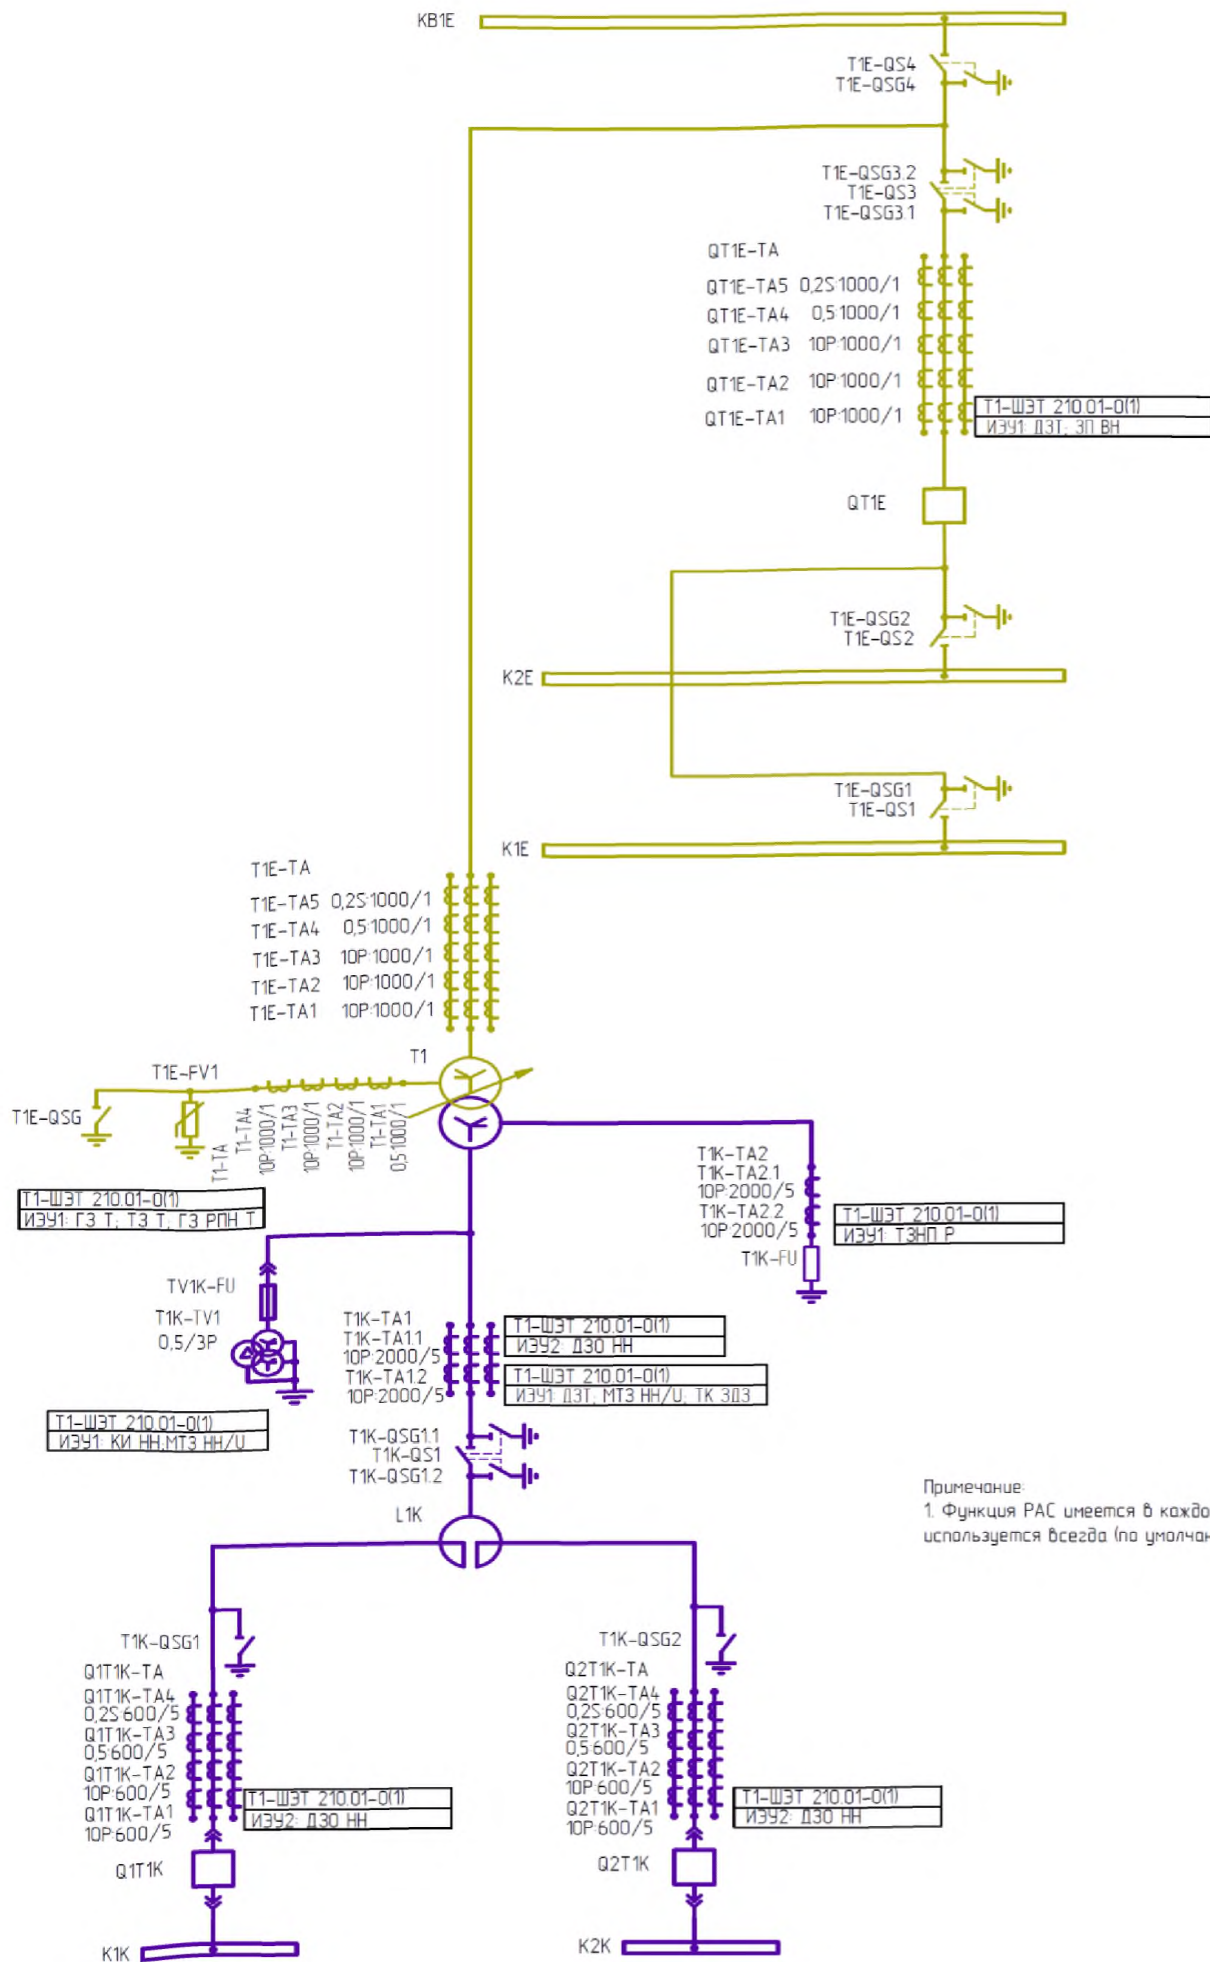 KB1E
T1E-QS4
T1E-QSG4
T1E-QSG3.2
T1E-QS3
T1E-QSG3.1
QT1E-TA
QT1E-TA5 0,2S:1000/1
QT1E-TA4 0,5:1000/1
QT1E-TA3 10P:1000/1
QT1E-TA2 10P:1000/1
QT1E-TA1 10P:1000/1
Т1-ШЭТ 210.01-0(1)
ИЭУ1: ДЗТ; ЗП ВН
QT1E
T1E-QSG2
T1E-QS2
K2E
T1E-QSG1
T1E-QS1
K1E
T1E-TA
T1E-TA5 0,2S:1000/1
T1E-TA4 0,5:1000/1
T1E-TA3 10P:1000/1
T1E-TA2 10P:1000/1
T1E-TA1 10P:1000/1
T1
T1E-FV1
T1E-QSG
T1-TA
T1-TA4
10P:1000/1
T1-TA3
10P:1000/1
T1-TA2
10P:1000/1
T1-TA1
0,5:1000/1
Т1-ШЭТ 210.01-0(1)
ИЭУ1: ГЗ Т; ТЗ Т; ГЗ РПН Т
T1K-TA2
T1K-TA2.1
10P:2000/5
T1K-TA2.2
10P:2000/5
Т1-ШЭТ 210.01-0(1)
ИЭУ1: ТЗНП Р
T1K-FU
TV1K-FU
T1K-TV1
0,5/3P
Т1-ШЭТ 210.01-0(1)
ИЭУ1: КИ НН;МТЗ НН/U
T1K-TA1
T1K-TA1.1
10P:2000/5
T1K-TA1.2
10P:2000/5
Т1-ШЭТ 210.01-0(1)
ИЭУ2: ДЗО НН
Т1-ШЭТ 210.01-0(1)
ИЭУ1: ДЗТ; МТЗ НН/U; ТК ЗДЗ
T1K-QSG1.1
T1K-QS1
T1K-QSG1.2
L1K
Примечание:
1. Функция РАС имеется в каждо
используется всегда (по умолчан
T1K-QSG1
Q1T1K-TA
Q1T1K-TA4
0,2S:600/5
Q1T1K-TA3
0,5:600/5
Q1T1K-TA2
10P:600/5
Q1T1K-TA1
10P:600/5
Т1-ШЭТ 210.01-0(1)
ИЭУ2: ДЗО НН
Q1T1K
K1K
T1K-QSG2
Q2T1K-TA
Q2T1K-TA4
0,2S:600/5
Q2T1K-TA3
0,5:600/5
Q2T1K-TA2
10P:600/5
Q2T1K-TA1
10P:600/5
Т1-ШЭТ 210.01-0(1)
ИЭУ2: ДЗО НН
Q2T1K
K2K